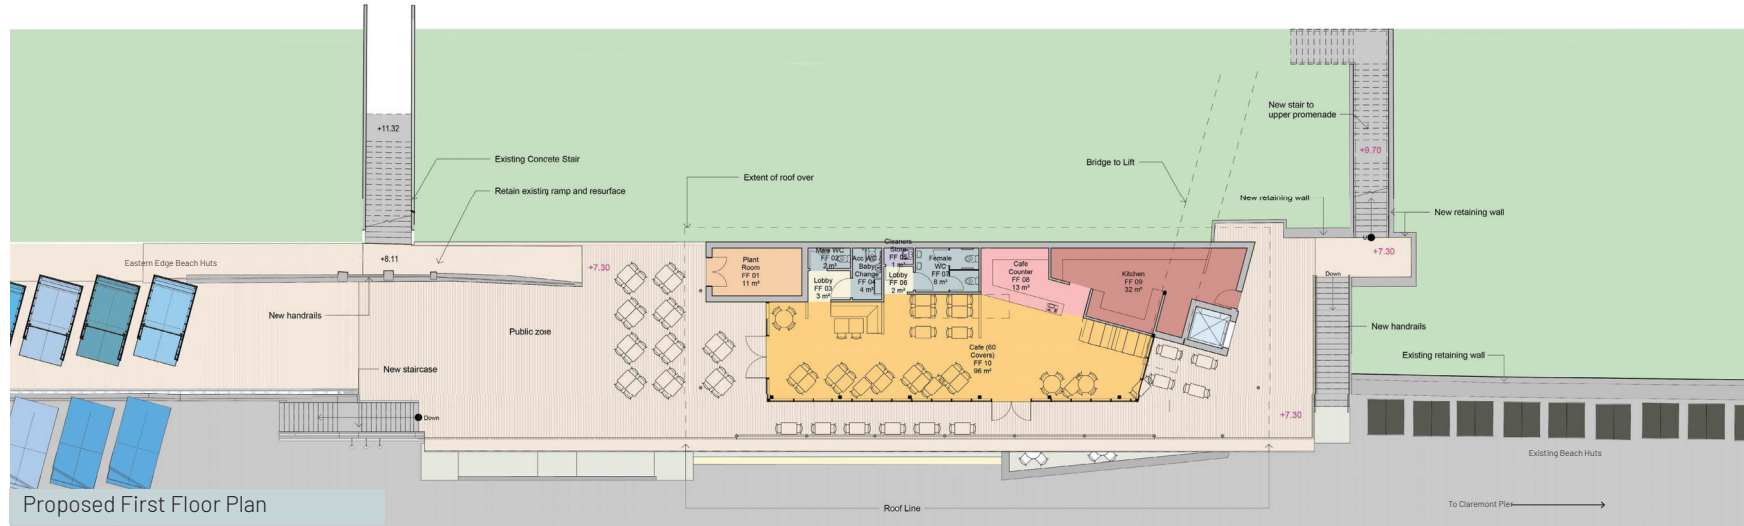 +11.32
Existing Concrete Stair
Retain existing ramp and resurface
Extent of roof over
Bridge to Lift
New stair to
upper promenade
+9.70
New retaining wall
New retaining wall
+7.30
Eastern Edge Beach Huts
+8.11
+7.30
Plant
Room
FF 01
11 m²
Male WC
FF 02
2 m²
Lobby
FF 03
3 m²
Acc WC /
Baby
Change
FF 04
4 m²
Cleaners
Store
FF 05
1 m²
Lobby
FF 06
2 m²
Female
WC
FF 07
8 m²
Cafe
Counter
FF 08
13 m²
Kitchen
FF 09
32 m²
Down
New handrails
Public zone
New handrails
Cafe (60
Covers)
FF 10
96 m²
Existing retaining wall
New staircase
Down
+7.30
Existing Beach Huts
Proposed First Floor Plan
Roof Line
To Claremont Pier